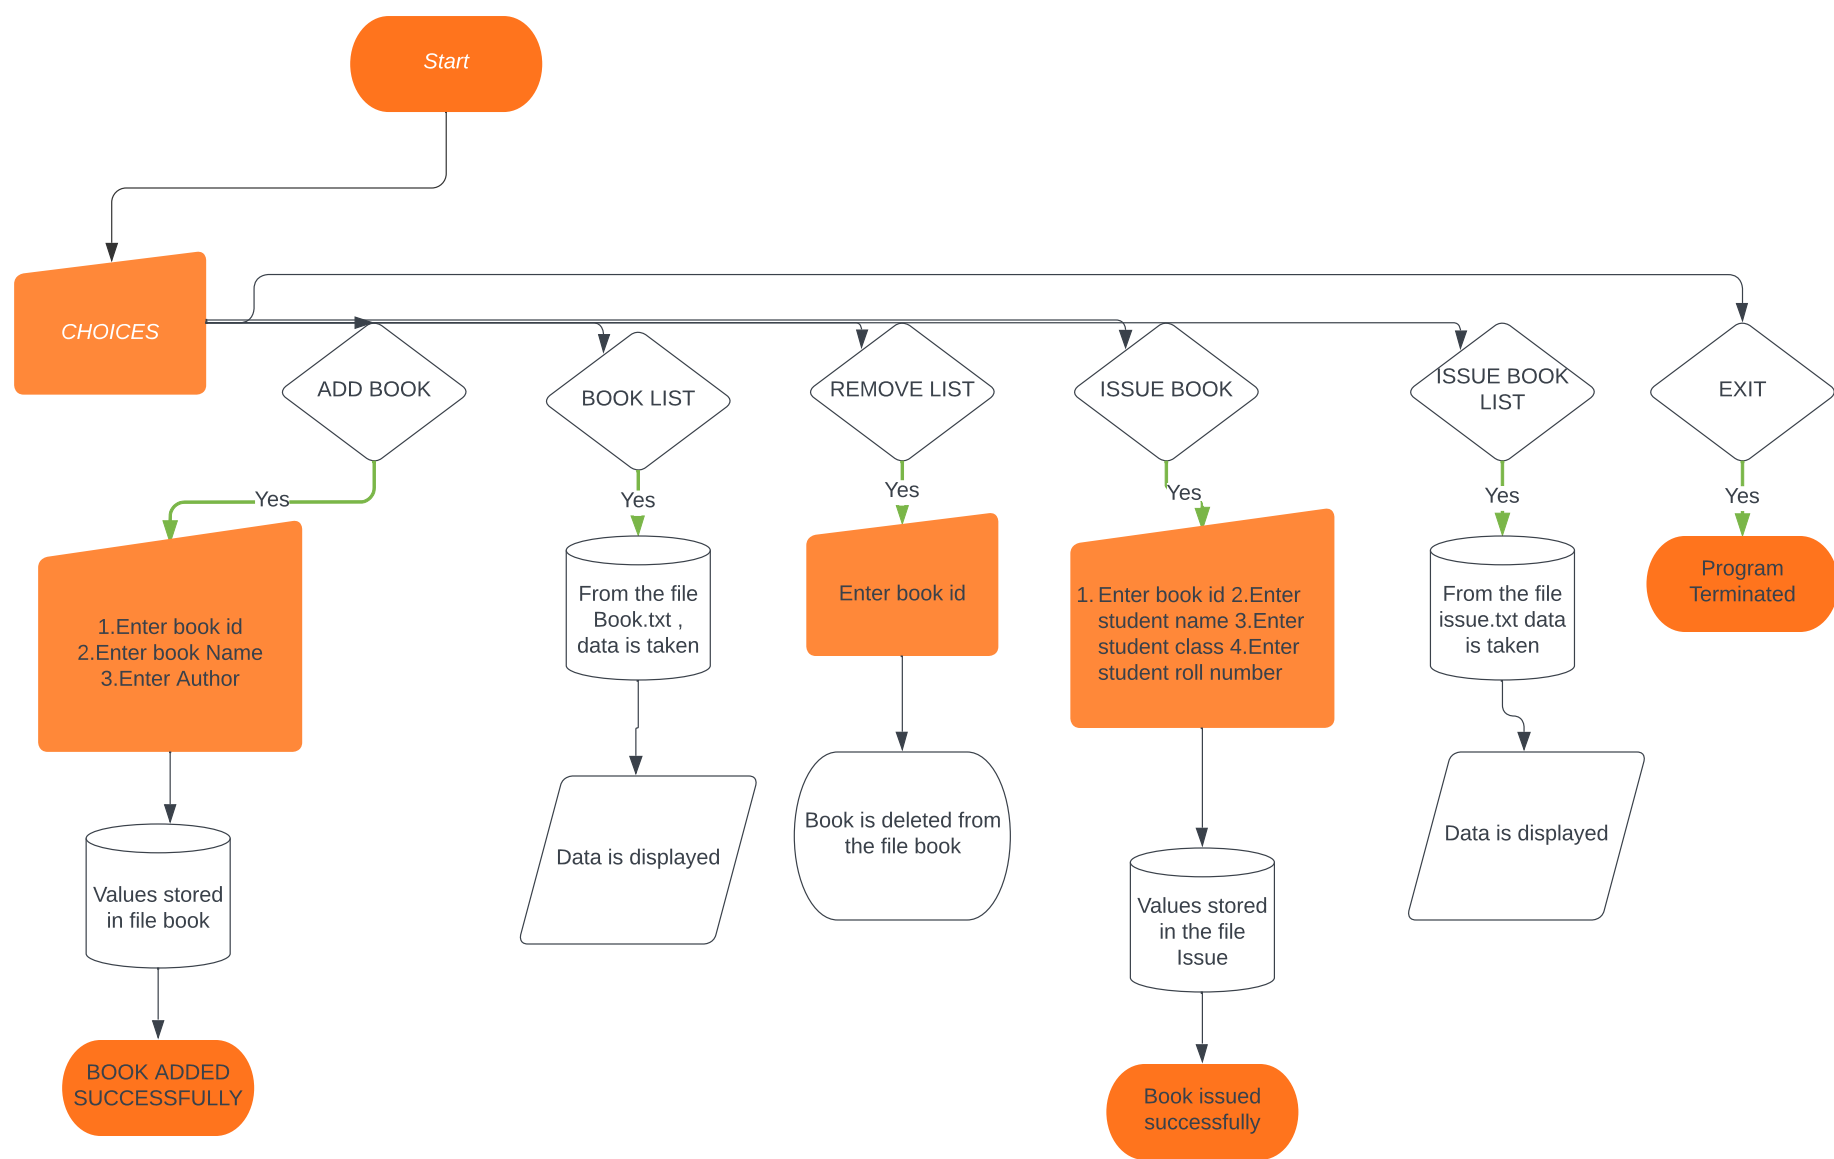 Start
CHOICES
ADD BOOK
BOOK LIST
REMOVE LIST
ISSUE BOOK
ISSUE BOOK
LIST
EXIT
Yes
Yes
Yes
Yes
Yes
Yes
1.Enter book id
2.Enter book Name
3.Enter Author
From the file
Book.txt ,
data is taken
Enter book id
1. Enter book id 2.Enter
student name 3.Enter
student class 4.Enter
student roll number
From the file
issue.txt data
is taken
Program
Terminated
Values stored
in file book
Data is displayed
Book is deleted from
the file book
Values stored
in the file
Issue
Data is displayed
BOOK ADDED
SUCCESSFULLY
Book issued
successfully